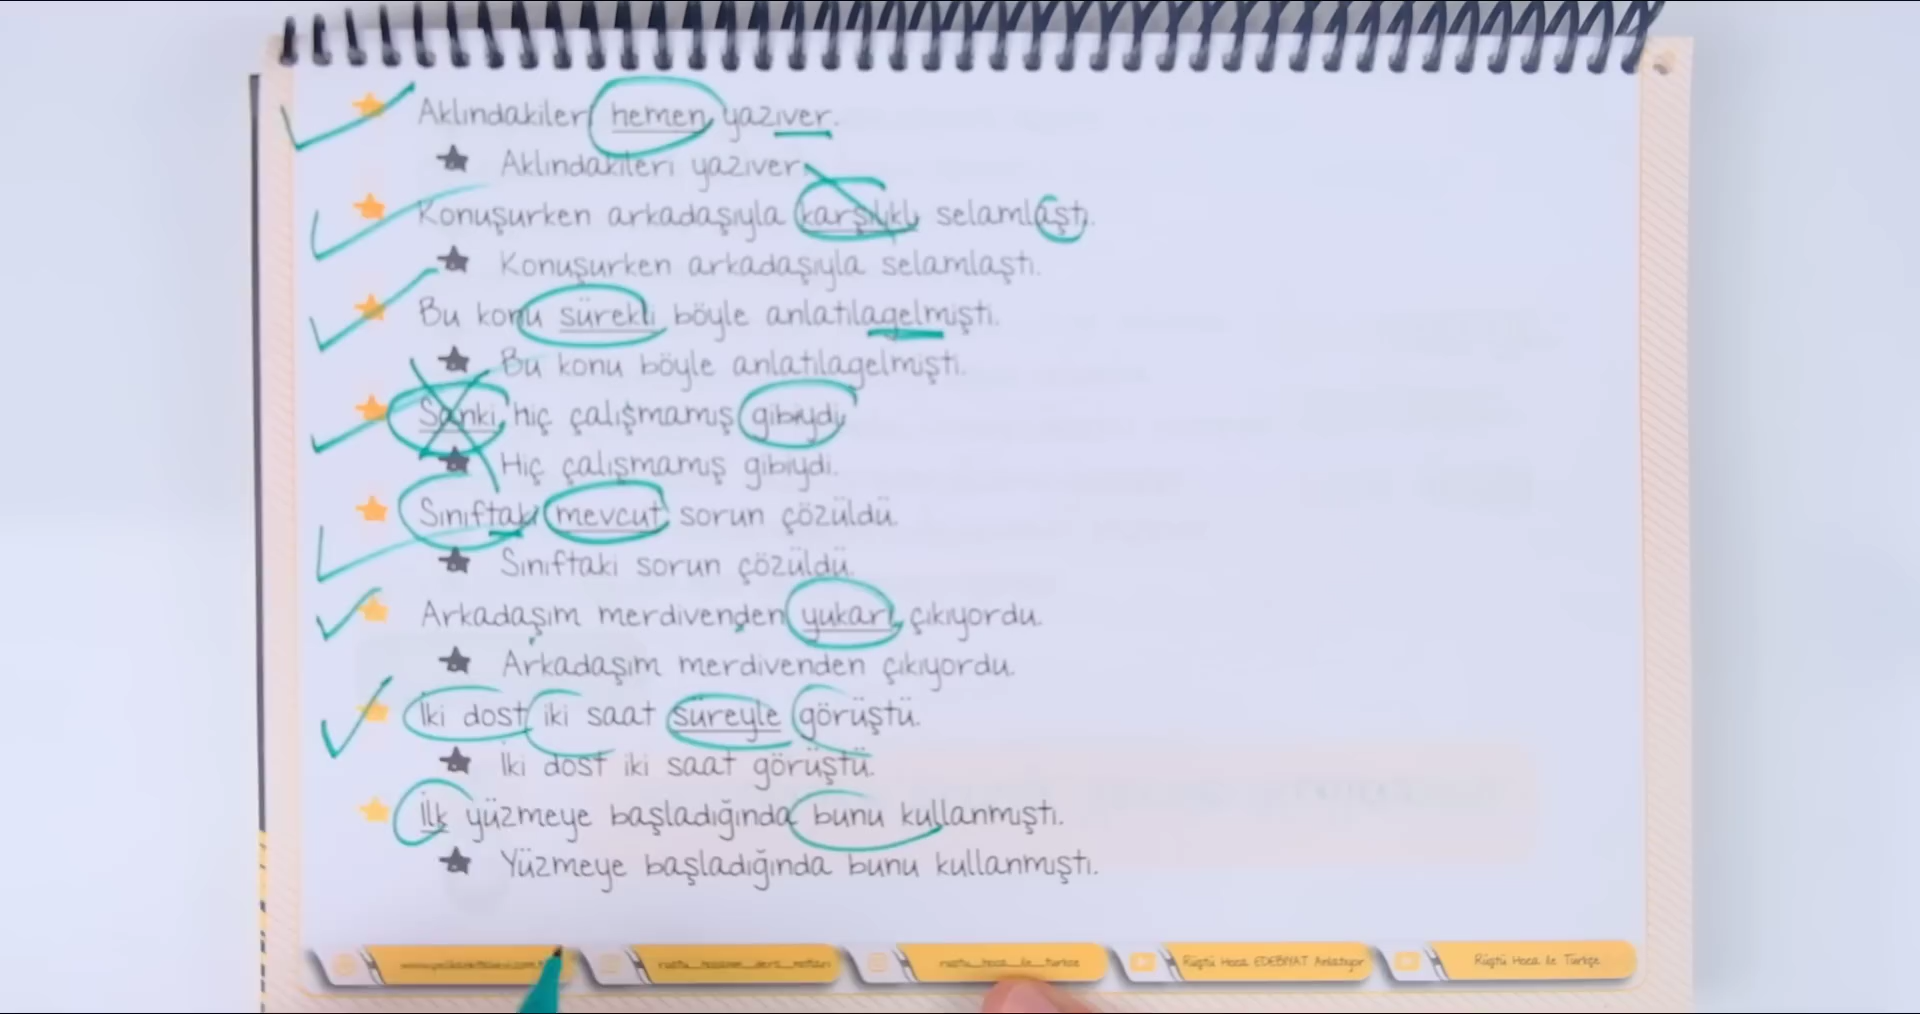 Aklındakileri hemen yazıver.
Aklındakileri yazıver.
Konuşurken arkadaşıyla karşılıklı selamlaştı.
Konuşurken arkadaşıyla selamlaştı.
Bu konu sürekli böyle anlatılagelmişti.
Bu konu böyle anlatılagelmişti.
Sanki hiç çalışmamış gibiydi.
Hiç çalışmamış gibiydi.
Sınıftaki mevcut sorun çözüldü.
Sınıftaki sorun çözüldü.
Arkadaşım merdivenden yukarı çıkıyordu.
Arkadaşım merdivenden çıkıyordu.
İki dost iki saat süreyle görüştü.
İki dost iki saat görüştü.
İlk yüzmeye başladığında bunu kullanmıştı.
Yüzmeye başladığında bunu kullanmıştı.
rustu_hoca_ile_turkce
Rüştü Hoca EDEBİYAT Anlatıyor
Rüştü Hoca ile Türkçe